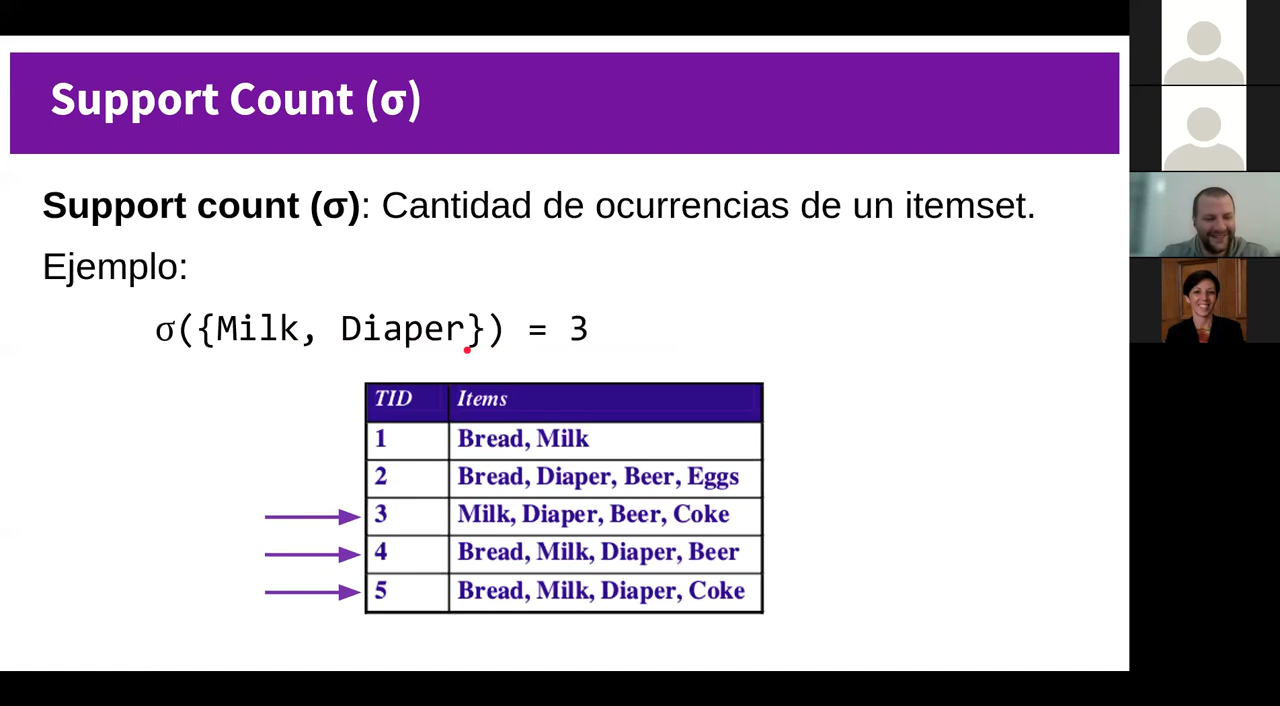 Support Count (σ)
Support count (σ): Cantidad de ocurrencias de un itemset.
Ejemplo:
σ({Milk, Diaper}) = 3
TID Items
1 Bread, Milk
2 Bread, Diaper, Beer, Eggs
3 Milk, Diaper, Beer, Coke
4 Bread, Milk, Diaper, Beer
5 Bread, Milk, Diaper, Coke